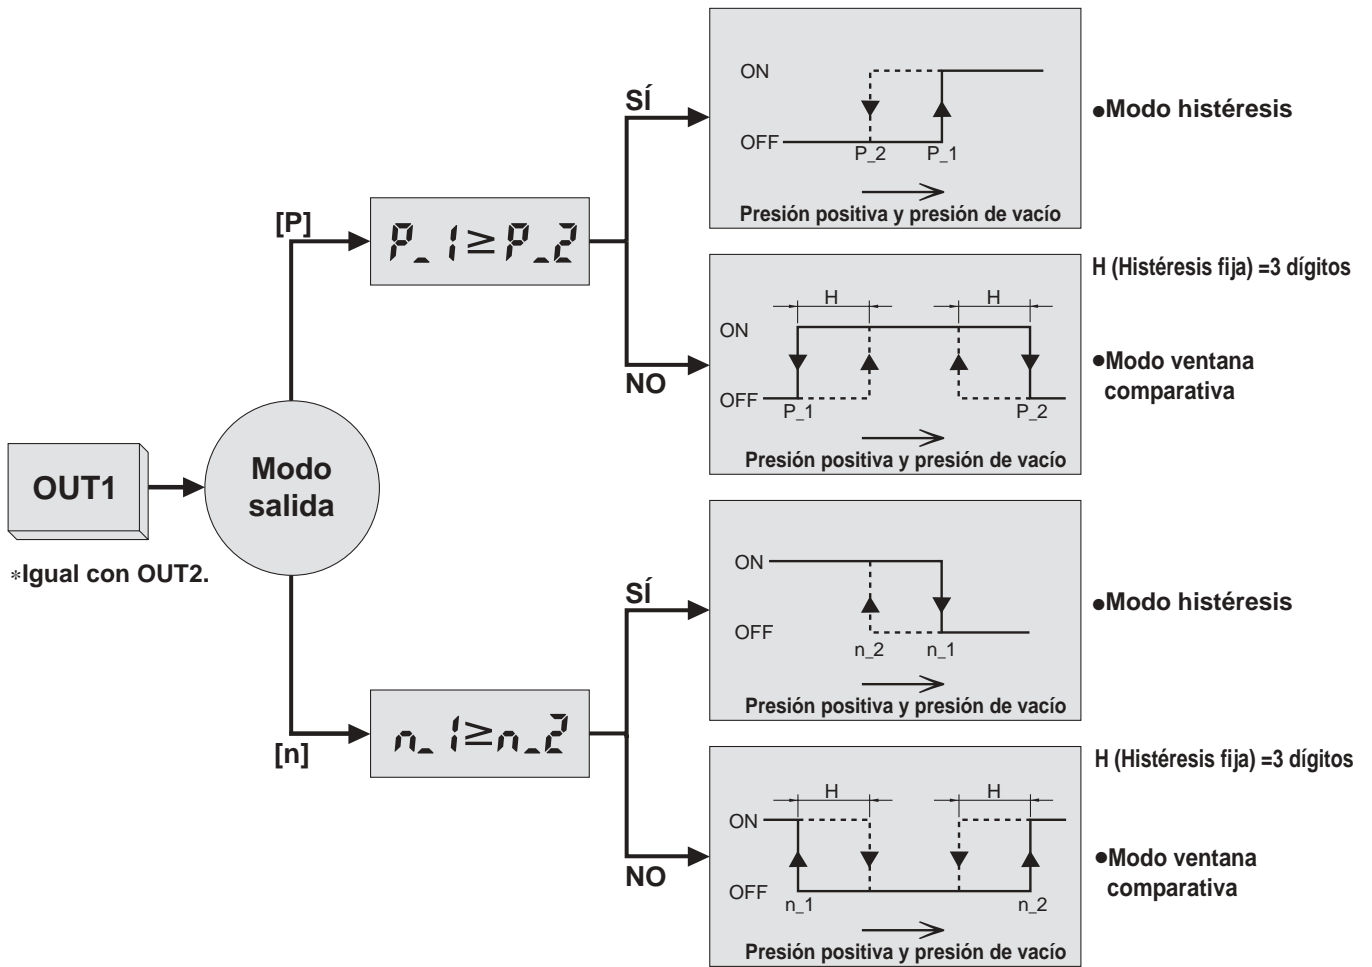 OUT1
∗Igual con OUT2.
Modo
salida
[P]
P_1≧P_2
SÍ
ON
OFF
P_2
P_1
Presión positiva y presión de vacío
●Modo histéresis
NO
H
H
ON
OFF
P_1
P_2
Presión positiva y presión de vacío
H (Histéresis fija) =3 dígitos
●Modo ventana
comparativa
[n]
n_1≧n_2
SÍ
ON
OFF
n_2
n_1
Presión positiva y presión de vacío
●Modo histéresis
NO
H
H
ON
OFF
n_1
n_2
Presión positiva y presión de vacío
H (Histéresis fija) =3 dígitos
●Modo ventana
comparativa